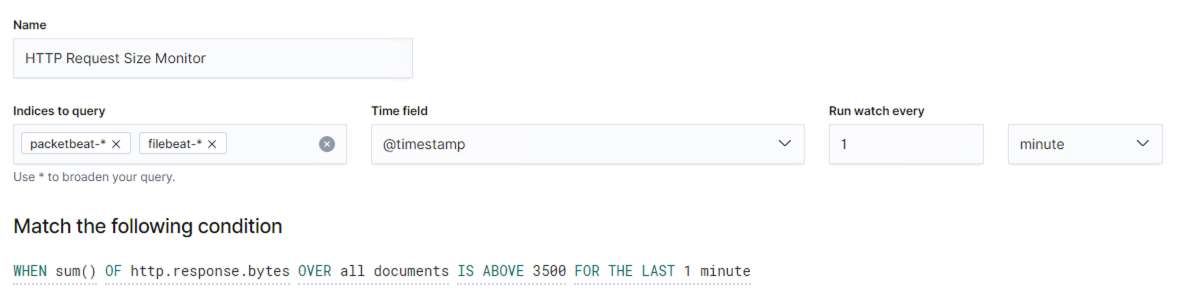 Name
HTTP Request Size Monitor
Indices to query Time field Run watch every
packetbeat-* filebeat-* @timestamp 1 minute
Use * to broaden your query.
Match the following condition
WHEN sum() OF http.response.bytes OVER all documents IS ABOVE 3500 FOR THE LAST 1 minute